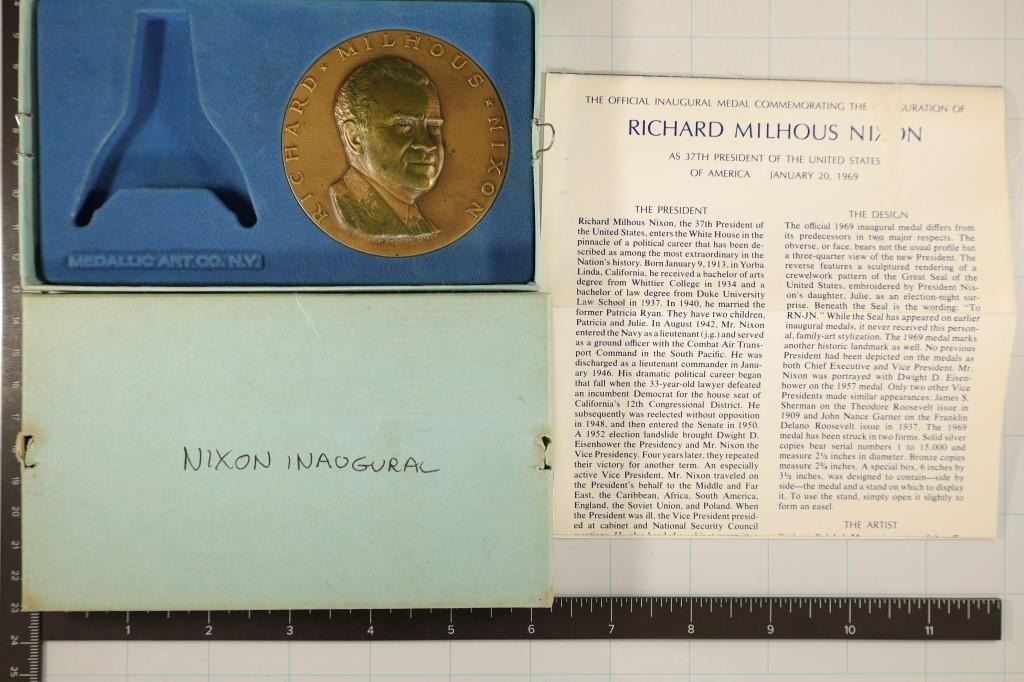 RICHARD ★ MILHOUS ★ NIXON
MEDALLIC ART CO. N.Y.
NIXON INAUGURAL
THE OFFICIAL INAUGURAL MEDAL COMMEMORATING THE GURATION OF
RICHARD MILHOUS NIXON
AS 37TH PRESIDENT OF THE UNITED STATES
OF AMERICA JANUARY 20, 1969
THE PRESIDENT
Richard Milhous Nixon, the 37th President of
the United States, enters the White House in the
pinnacle of a political career that has been de-
scribed as among the most extraordinary in the
Nation's history. Born January 9, 1913, in Yorba
Linda, California, he received a bachelor of arts
degree from Whittier College in 1934 and a
bachelor of law degree from Duke University
Law School in 1937. In 1940, he married the
former Patricia Ryan. They have two children,
Patricia and Julie. In August 1942, Mr. Nixon
entered the Navy as a lieutenant (j.g.) and served
as a ground officer with the Combat Air Trans-
port Command in the South Pacific. He was
discharged as a lieutenant commander in Janu-
ary 1946. His dramatic political career began
that fall when the 33-year-old lawyer defeated
an incumbent Democrat for the house seat of
California's 12th Congressional District. He
subsequently was reelected without opposition
in 1948, and then entered the Senate in 1950.
A 1952 election landslide brought Dwight D.
Eisenhower the Presidency and Mr. Nixon the
Vice Presidency. Four years later, they repeated
their victory for another term. An especially
active Vice President, Mr. Nixon traveled on
the President's behalf to the Middle and Far
East, the Caribbean, Africa, South America,
England, the Soviet Union, and Poland. When
the President was ill, the Vice President presid-
ed at cabinet and National Security Council
THE DESIGN
The official 1969 inaugural medal differs from
its predecessors in two major respects. The
obverse, or face, bears not the usual profile but
a three-quarter view of the new President. The
reverse features a sculptured rendering of a
crewelwork pattern of the Great Seal of the
United States, embroidered by President Nix-
on's daughter, Julie, as an election-night sur-
prise. Beneath the Seal is the wording: "To
RN-JN." While the Seal has appeared on earlier
inaugural medals, it never received this person-
al, family-art stylization. The 1969 medal marks
another historic landmark as well. No previous
President had been depicted on the medals as
both Chief Executive and Vice President. Mr.
Nixon was portrayed with Dwight D. Eisen-
hower on the 1957 medal. Only two other Vice
Presidents made similar appearances: James S.
Sherman on the Theodore Roosevelt issue in
1909 and John Nance Garner on the Franklin
Delano Roosevelt issue in 1937. The 1969
medal has been struck in two forms. Solid silver
copies bear serial numbers 1 to 15,000 and
measure 2½ inches in diameter. Bronze copies
measure 2¾ inches. A special box, 6 inches by
3½ inches, was designed to contain—side by
side—the medal and a stand on which to display
it. To use the stand, simply open it slightly to
form an easel.
THE ARTIST
1 2 3 4 5 6 7 8 9 10 11